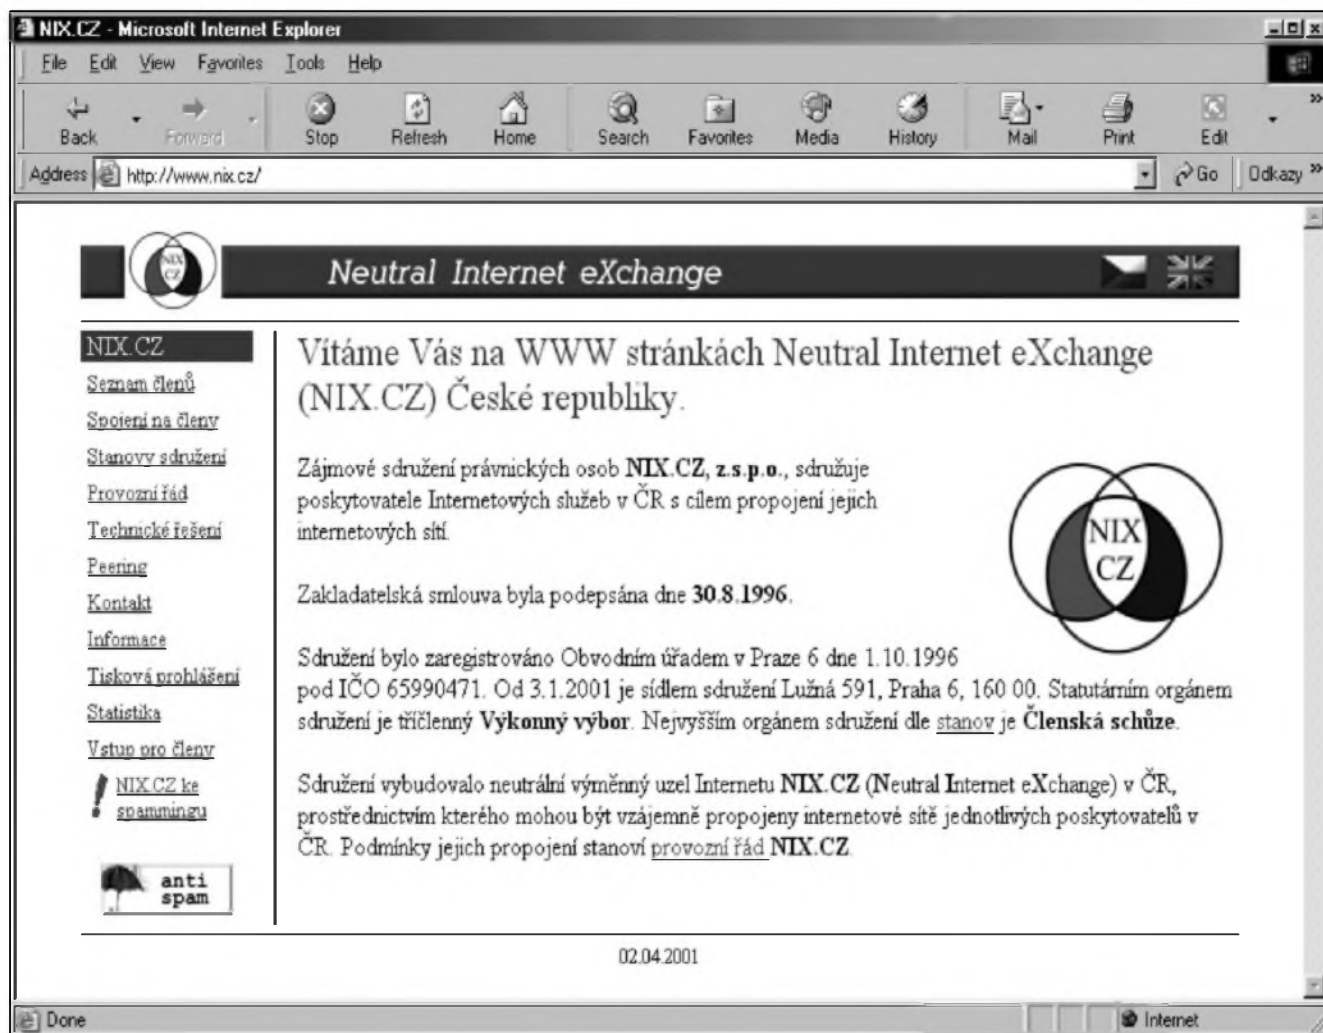 NIX.CZ - Microsoft Internet Explorer
File Edit View Favorites Tools Help
Back Forward Stop Refresh Home Search Favorites Media History Mail Print Edit »
Address http://www.nix.cz/ Go Odkazy »
NIX CZ
Neutral Internet eXchange
NIX.CZ
Seznam členů
Spojení na členy
Stanovy sdružení
Provozní řád
Technické řešení
Peering
Kontakt
Informace
Tisková prohlášení
Statistika
Vstup pro členy
NIX.CZ ke
spammingu
anti
spam
Vítáme Vás na WWW stránkách Neutral Internet eXchange
(NIX.CZ) České republiky.
Zájmové sdružení právnických osob NIX.CZ, z.s.p.o., sdružuje
poskytovatele Internetových služeb v ČR s cílem propojení jejich
internetových sítí.
NIX
CZ
Zakladatelská smlouva byla podepsána dne 30.8.1996.
Sdružení bylo zaregistrováno Obvodním úřadem v Praze 6 dne 1.10.1996
pod IČO 65990471. Od 3.1.2001 je sídlem sdružení Lužná 591, Praha 6, 160 00. Statutárním orgánem
sdružení je tříčlenný Výkonný výbor. Nejvyšším orgánem sdružení dle stanov je Členská schůze.
Sdružení vybudovalo neutrální výměnný uzel Internetu NIX.CZ (Neutral Internet eXchange) v ČR,
prostřednictvím kterého mohou být vzájemně propojeny internetové sítě jednotlivých poskytovatelů v
ČR. Podmínky jejich propojení stanoví provozní řád NIX.CZ.
02.04.2001
Done Internet